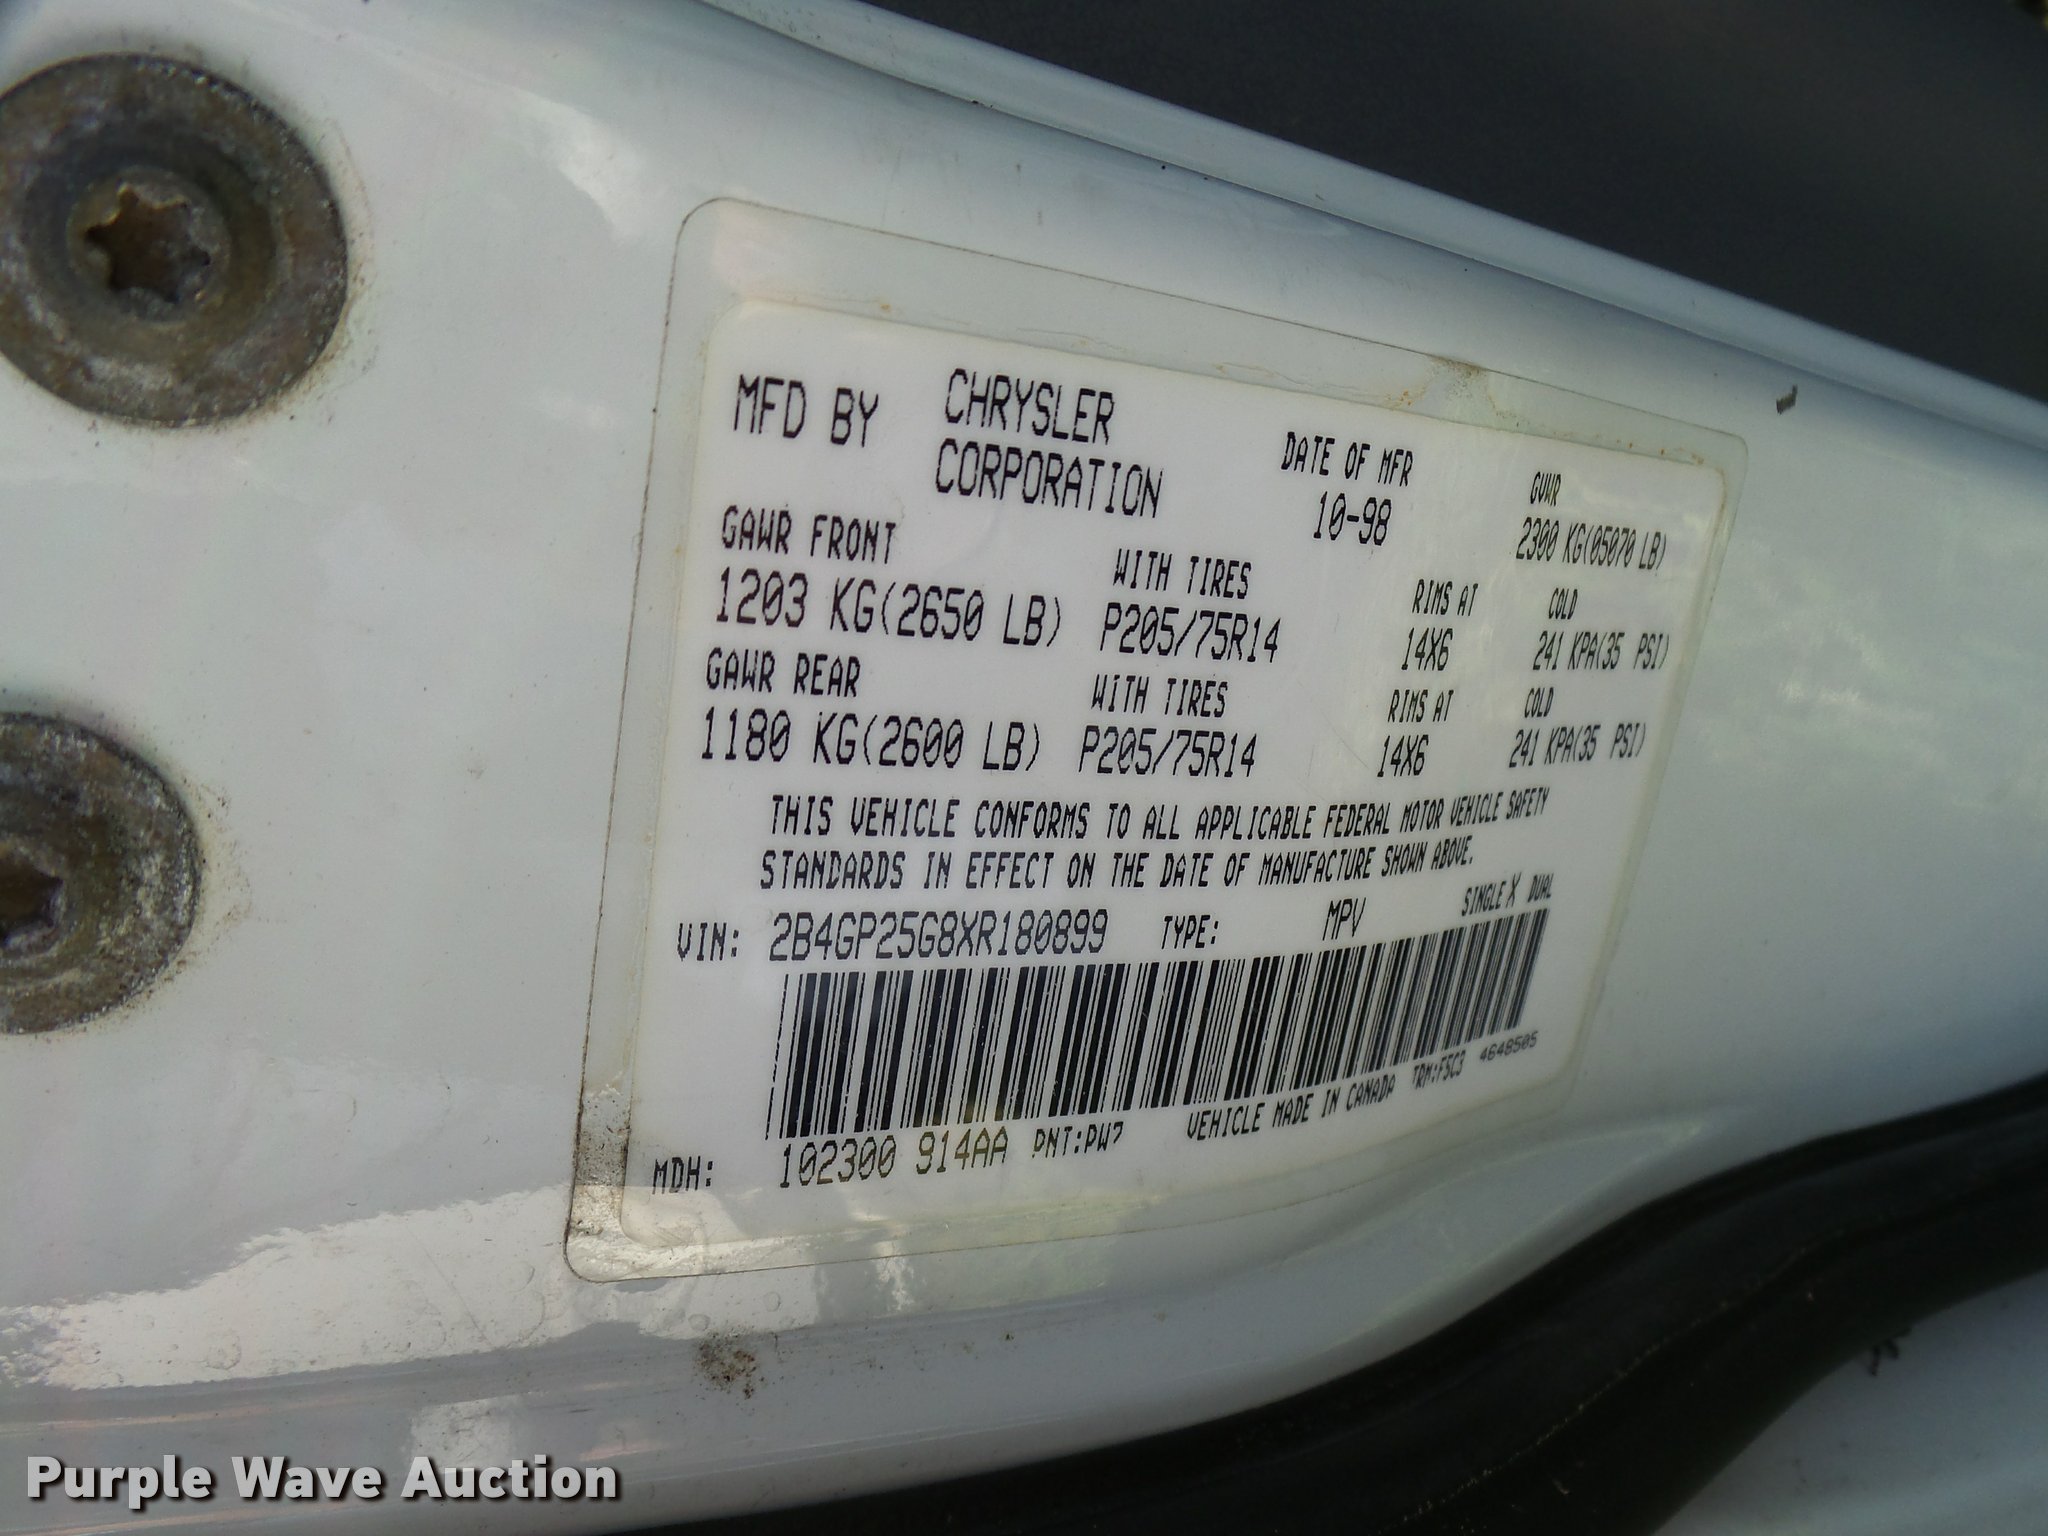 MFD BY CHRYSLER CORPORATION DATE OF MFR 10-98 GVWR 2300 KG(05070 LB)
GAWR FRONT WITH TIRES RIMS AT COLD
1203 KG(2650 LB) P205/75R14 14X6 241 KPA(35 PSI)
GAWR REAR WITH TIRES RIMS AT COLD
1180 KG(2600 LB) P205/75R14 14X6 241 KPA(35 PSI)
THIS VEHICLE CONFORMS TO ALL APPLICABLE FEDERAL MOTOR VEHICLE SAFETY
STANDARDS IN EFFECT ON THE DATE OF MANUFACTURE SHOWN ABOVE.
VIN: 2B4GP25G8XR180899 TYPE: MPV SINGLE X DUAL
MDH: 102300 914AA PNT:PW7 VEHICLE MADE IN CANADA TRM:F5C3 4648505
Purple Wave Auction